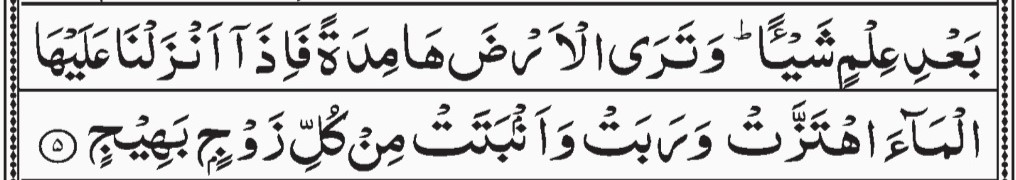 بَعْدِ عِلْمٍ شَيْـًٔا ؕ وَتَرَى الْاَرْضَ هَامِدَةً فَاِذَآ اَنْزَلْنَا عَلَيْهَا
الْمَآءَ اهْتَزَّتْ وَرَبَتْ وَاَنْۢبَتَتْ مِنْ كُلِّ زَوْجٍۭ بَهِيْجٍ ۵